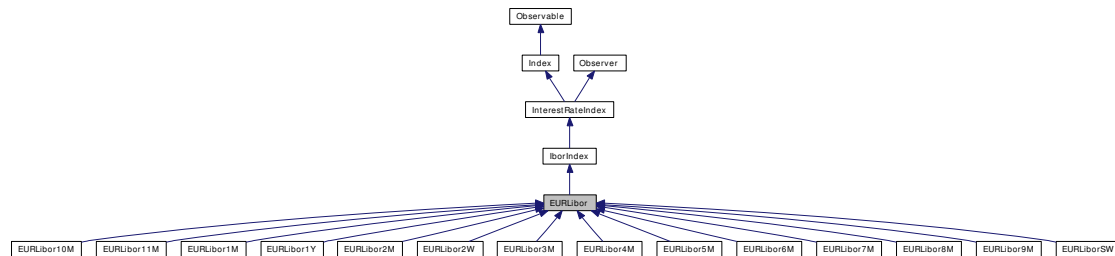 Observable
Index
Observer
InterestRateIndex
IborIndex
EURLibor
EURLibor10M
EURLibor11M
EURLibor1M
EURLibor1Y
EURLibor2M
EURLibor2W
EURLibor3M
EURLibor4M
EURLibor5M
EURLibor6M
EURLibor7M
EURLibor8M
EURLibor9M
EURLiborSW